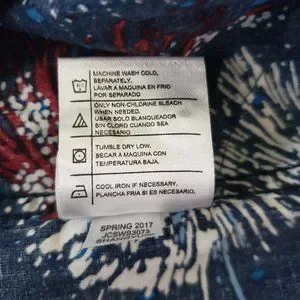 MACHINE WASH COLD,
SEPARATELY.
LAVAR A MAQUINA EN FRIO
POR SEPARADO
ONLY NON-CHLORINE BLEACH
WHEN NEEDED.
USAR SOLO BLANQUEADOR
SIN CLORO CUANDO SEA
NECESARIO
TUMBLE DRY LOW.
SECAR A MAQUINA CON
TEMPERATURA BAJA.
COOL IRON IF NECESSARY.
PLANCHA FRIA SI ES NECESARIO.
SPRING 2017
JCSWS3073